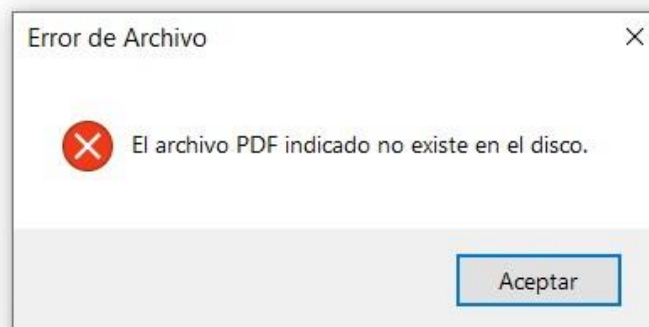 Error de Archivo
El archivo PDF indicado no existe en el disco.
Aceptar